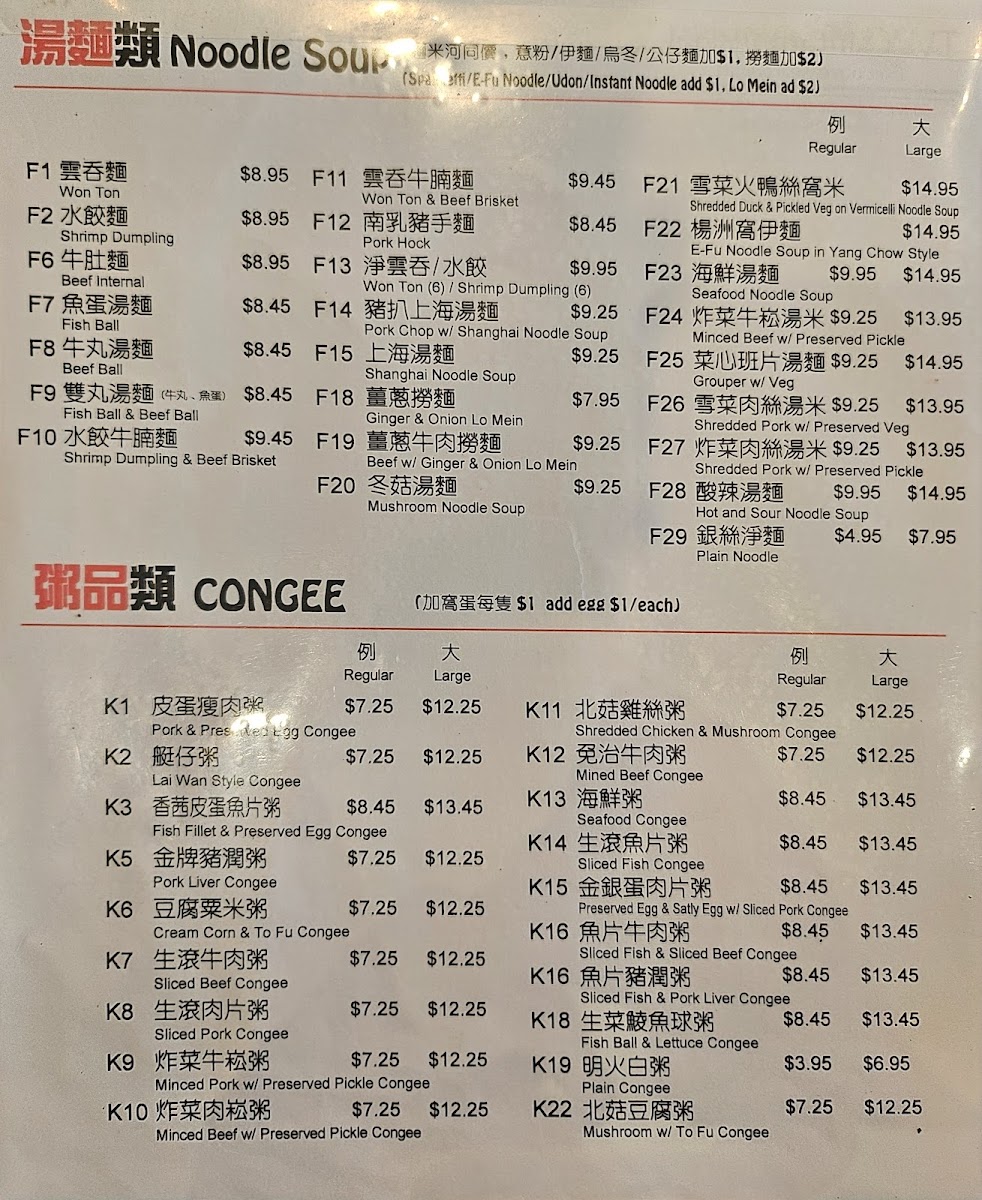 湯麵類 Noodle Soup 米河同價、意粉/伊麵/烏冬/公仔麵加$1, 撈麵加$2)
(Spaghetti/E-Fu Noodle/Udon/Instant Noodle add $1, Lo Mein ad $2)
F1 雲吞麵 $8.95
Won Ton
F2 水餃麵 $8.95
Shrimp Dumpling
F6 牛肚麵 $8.95
Beef Internal
F7 魚蛋湯麵 $8.45
Fish Ball
F8 牛丸湯麵 $8.45
Beef Ball
F9 雙丸湯麵 (牛丸、魚蛋) $8.45
Fish Ball & Beef Ball
F10 水餃牛腩麵 $9.45
Shrimp Dumpling & Beef Brisket
F11 雲吞牛腩麵 $9.45
Won Ton & Beef Brisket
F12 南乳豬手麵 $8.45
Pork Hock
F13 淨雲吞/水餃 $9.95
Won Ton (6) / Shrimp Dumpling (6)
F14 豬扒上海湯麵 $9.25
Pork Chop w/ Shanghai Noodle Soup
F15 上海湯麵 $9.25
Shanghai Noodle Soup
F18 薑蔥撈麵 $7.95
Ginger & Onion Lo Mein
F19 薑蔥牛肉撈麵 $9.25
Beef w/ Ginger & Onion Lo Mein
F20 冬菇湯麵 $9.25
Mushroom Noodle Soup
例 大
Regular Large
F21 雪菜火鴨絲窩米 $14.95
Shredded Duck & Pickled Veg on Vermicelli Noodle Soup
F22 楊洲窩伊麵 $14.95
E-Fu Noodle Soup in Yang Chow Style
F23 海鮮湯麵 $9.95 $14.95
Seafood Noodle Soup
F24 炸菜牛崧湯米 $9.25 $13.95
Minced Beef w/ Preserved Pickle
F25 菜心班片湯麵 $9.25 $14.95
Grouper w/ Veg
F26 雪菜肉絲湯米 $9.25 $13.95
Shredded Pork w/ Preserved Veg
F27 炸菜肉絲湯米 $9.25 $13.95
Shredded Pork w/ Preserved Pickle
F28 酸辣湯麵 $9.95 $14.95
Hot and Sour Noodle Soup
F29 銀絲淨麵 $4.95 $7.95
Plain Noodle
粥品類 CONGEE (加窩蛋每隻 $1 add egg $1/each)
例 大
Regular Large
K1 皮蛋瘦肉粥 $7.25 $12.25
Pork & Preserved Egg Congee
K2 艇仔粥 $7.25 $12.25
Lai Wan Style Congee
K3 香茜皮蛋魚片粥 $8.45 $13.45
Fish Fillet & Preserved Egg Congee
K5 金牌豬潤粥 $7.25 $12.25
Pork Liver Congee
K6 豆腐粟米粥 $7.25 $12.25
Cream Corn & To Fu Congee
K7 生滾牛肉粥 $7.25 $12.25
Sliced Beef Congee
K8 生滾肉片粥 $7.25 $12.25
Sliced Pork Congee
K9 炸菜牛崧粥 $7.25 $12.25
Minced Pork w/ Preserved Pickle Congee
K10 炸菜肉崧粥 $7.25 $12.25
Minced Beef w/ Preserved Pickle Congee
例 大
Regular Large
K11 北菇雞絲粥 $7.25 $12.25
Shredded Chicken & Mushroom Congee
K12 免治牛肉粥 $7.25 $12.25
Mined Beef Congee
K13 海鮮粥 $8.45 $13.45
Seafood Congee
K14 生滾魚片粥 $8.45 $13.45
Sliced Fish Congee
K15 金銀蛋肉片粥 $8.45 $13.45
Preserved Egg & Satly Egg w/ Sliced Pork Congee
K16 魚片牛肉粥 $8.45 $13.45
Sliced Fish & Sliced Beef Congee
K16 魚片豬潤粥 $8.45 $13.45
Sliced Fish & Pork Liver Congee
K18 生菜鯪魚球粥 $8.45 $13.45
Fish Ball & Lettuce Congee
K19 明火白粥 $3.95 $6.95
Plain Congee
K22 北菇豆腐粥 $7.25 $12.25
Mushroom w/ To Fu Congee